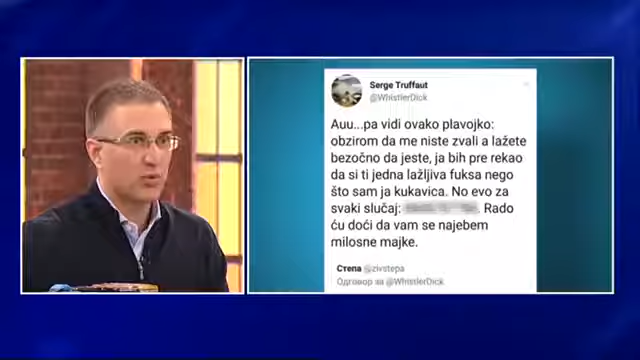 Serge Truffaut
@WhistlerDick
Auu...pa vidi ovako plavojko:
obzirom da me niste zvali a lažete
bezočno da jeste, ja bih pre rekao
da si ti jedna lažljiva fuksa nego
što sam ja kukavica. No evo za
svaki slučaj: . Rado
ću doći da vam se najebem
milosne majke.
Степа @zivstepa
Одговор за @WhistlerDick